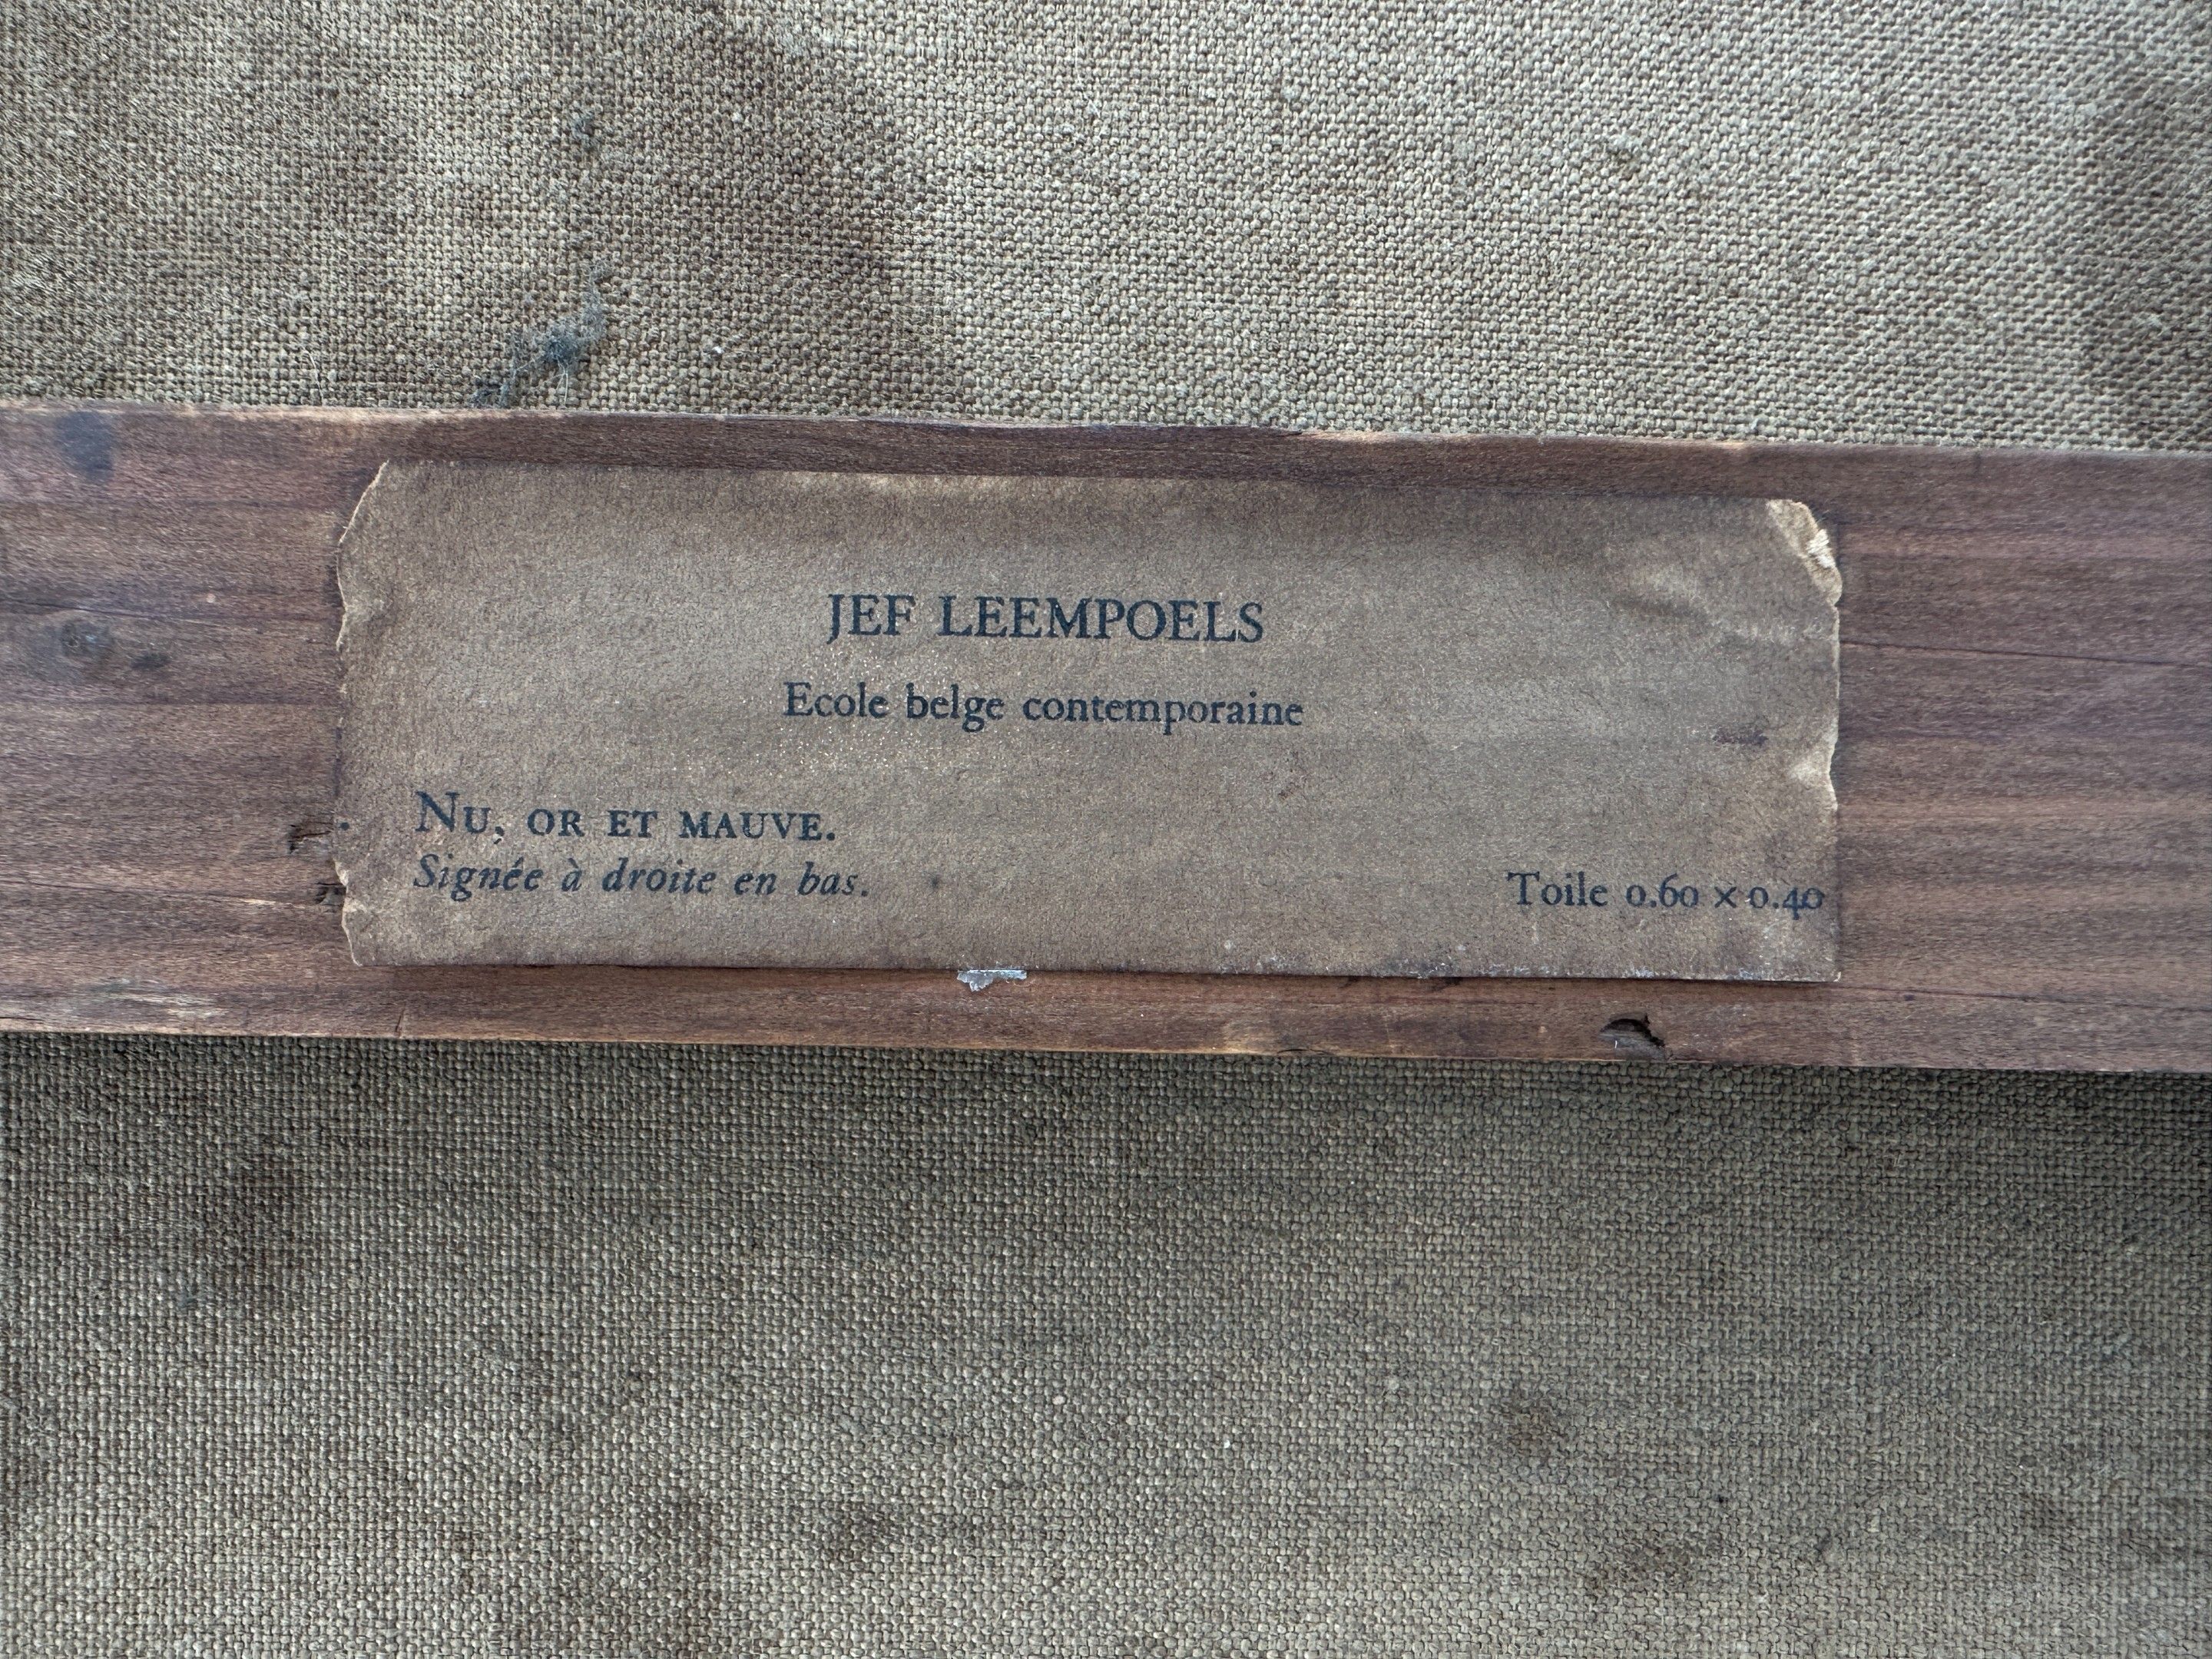 JEF LEEMPOELS
Ecole belge contemporaine
NU, OR ET MAUVE.
Signée à droite en bas.
Toile 0.60 × 0.40